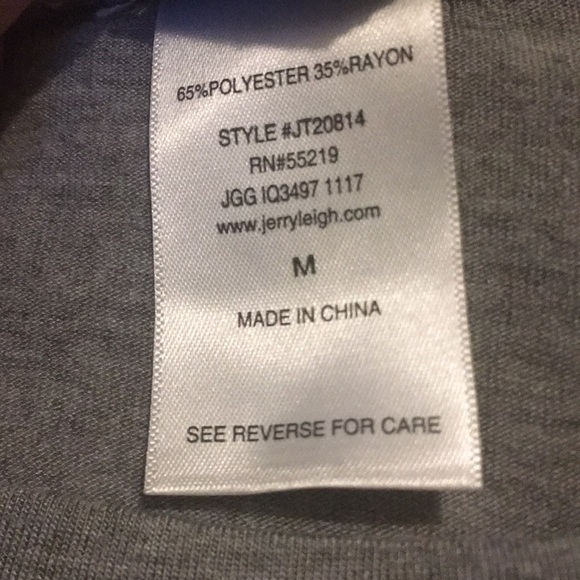 65%POLYESTER 35%RAYON
STYLE #JT20814
RN#55219
JGG IQ3497 1117
www.jerryleigh.com
M
MADE IN CHINA
SEE REVERSE FOR CARE